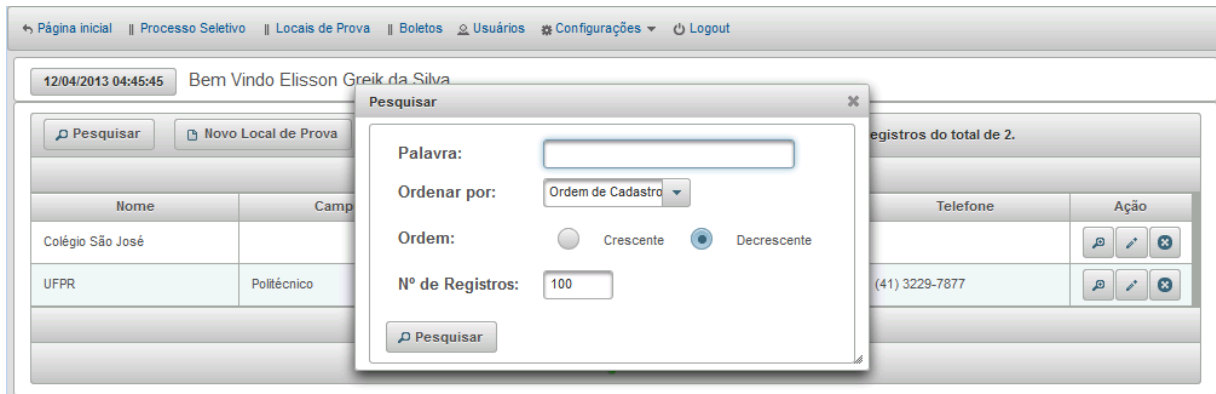 Página inicial || Processo Seletivo || Locais de Prova || Boletos Usuários Configurações Logout
12/04/2013 04:45:45 Bem Vindo Elisson Greik da Silva
Pesquisar Novo Local de Prova
egistros do total de 2.
Nome Camp Telefone Ação
Colégio São José
UFPR Politécnico (41) 3229-7877
Pesquisar
Palavra:
Ordenar por: Ordem de Cadastro
Ordem: Crescente Decrescente
Nº de Registros: 100
Pesquisar